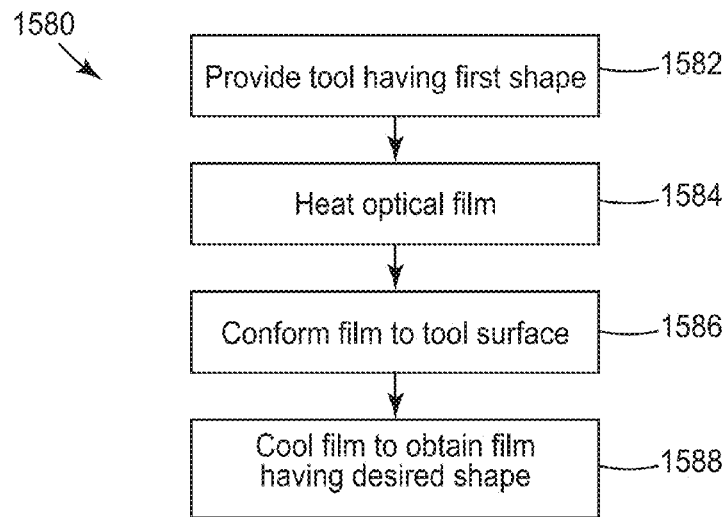 1580
Provide tool having first shape
1582
Heat optical film
1584
Conform film to tool surface
1586
Cool film to obtain film
having desired shape
1588